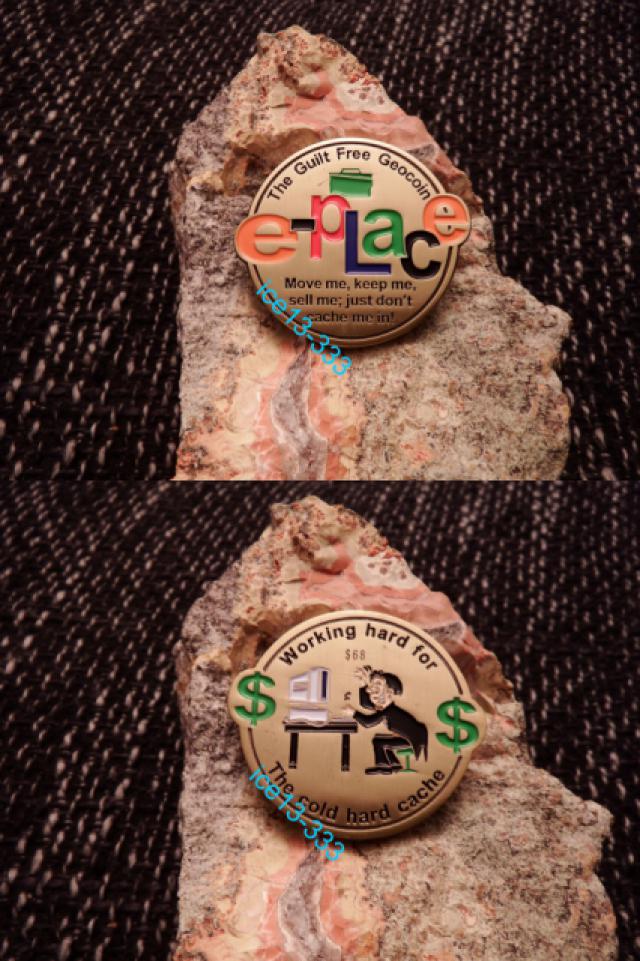 The Guilt Free Geocoin
e-pLace
Move me, keep me,
sell me; just don't
cache me in!
ice13-333
Working hard for
$68
$ $
The cold hard cache
ice13-333